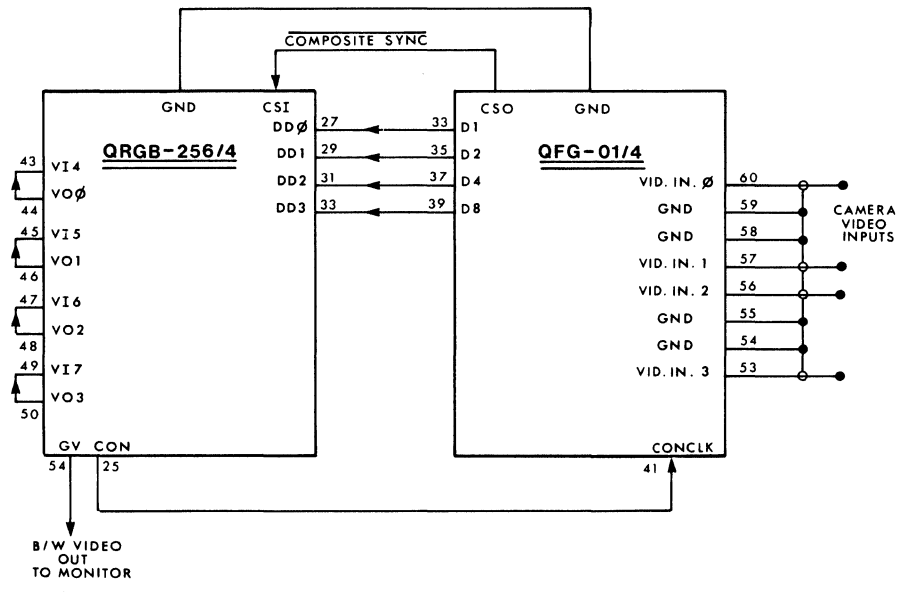 COMPOSITE SYNC
GND CSI
CSO GND
QRGB-256/4
QFG-01/4
DDØ 27
DD1 29
DD2 31
DD3 33
33 D1
35 D2
37 D4
39 D8
43 VI4
VOØ
44
45 VI5
VO1
46
47 VI6
VO2
48
49 VI7
VO3
50
VID. IN. Ø 60
GND 59
GND 58
VID. IN. 1 57
VID. IN. 2 56
GND 55
GND 54
VID. IN. 3 53
CAMERA
VIDEO
INPUTS
GV CON
54 25
CONCLK
41
B/W VIDEO
OUT
TO MONITOR